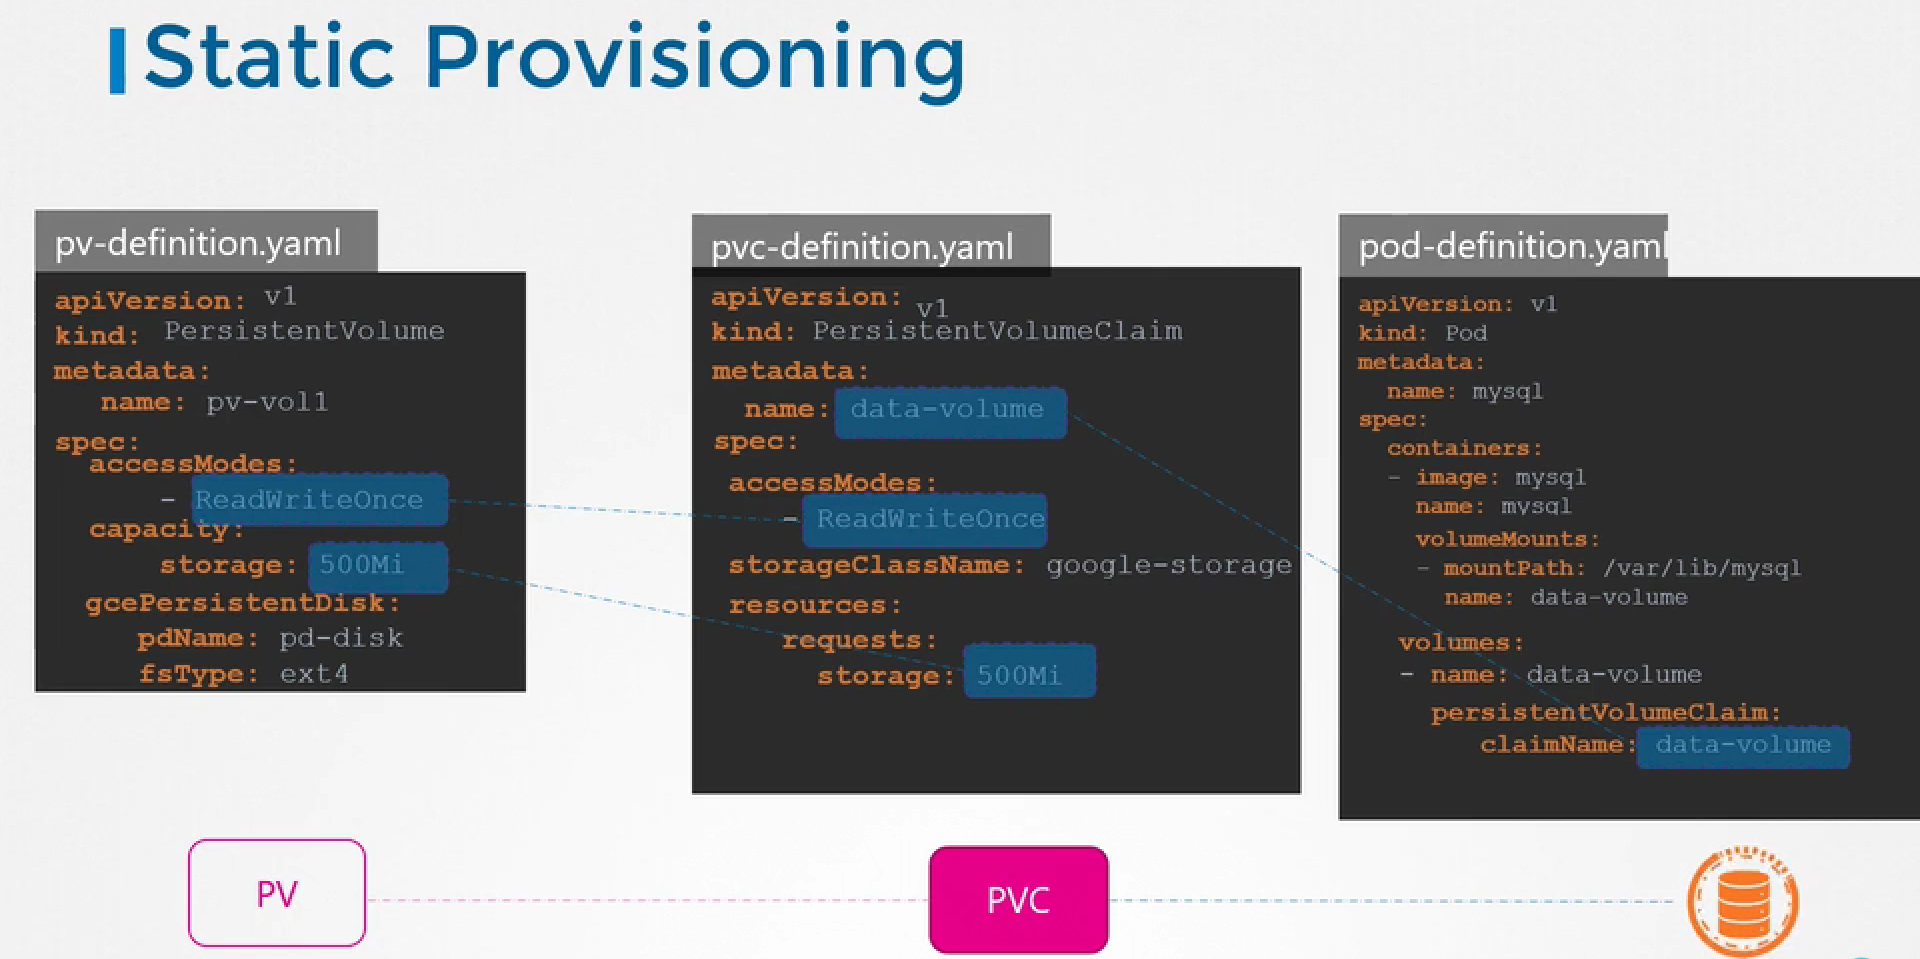 Static Provisioning
pv-definition.yaml
apiVersion: v1
kind: PersistentVolume
metadata:
name: pv-vol1
spec:
accessModes:
- ReadWriteOnce
capacity:
storage: 500Mi
gcePersistentDisk:
pdName: pd-disk
fsType: ext4
pvc-definition.yaml
apiVersion: v1
kind: PersistentVolumeClaim
metadata:
name: data-volume
spec:
accessModes:
- ReadWriteOnce
storageClassName: google-storage
resources:
requests:
storage: 500Mi
pod-definition.yaml
apiVersion: v1
kind: Pod
metadata:
name: mysql
spec:
containers:
- image: mysql
name: mysql
volumeMounts:
- mountPath: /var/lib/mysql
name: data-volume
volumes:
- name: data-volume
persistentVolumeClaim:
claimName: data-volume
PV
PVC